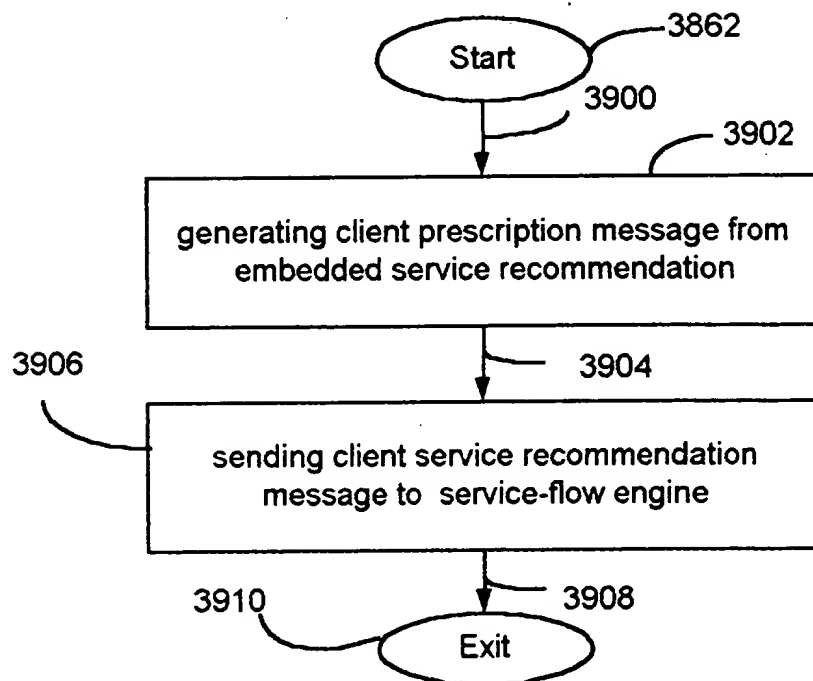 3862
Start
3900
3902
generating client prescription message from
embedded service recommendation
3904
3906
sending client service recommendation
message to service-flow engine
3908
3910
Exit